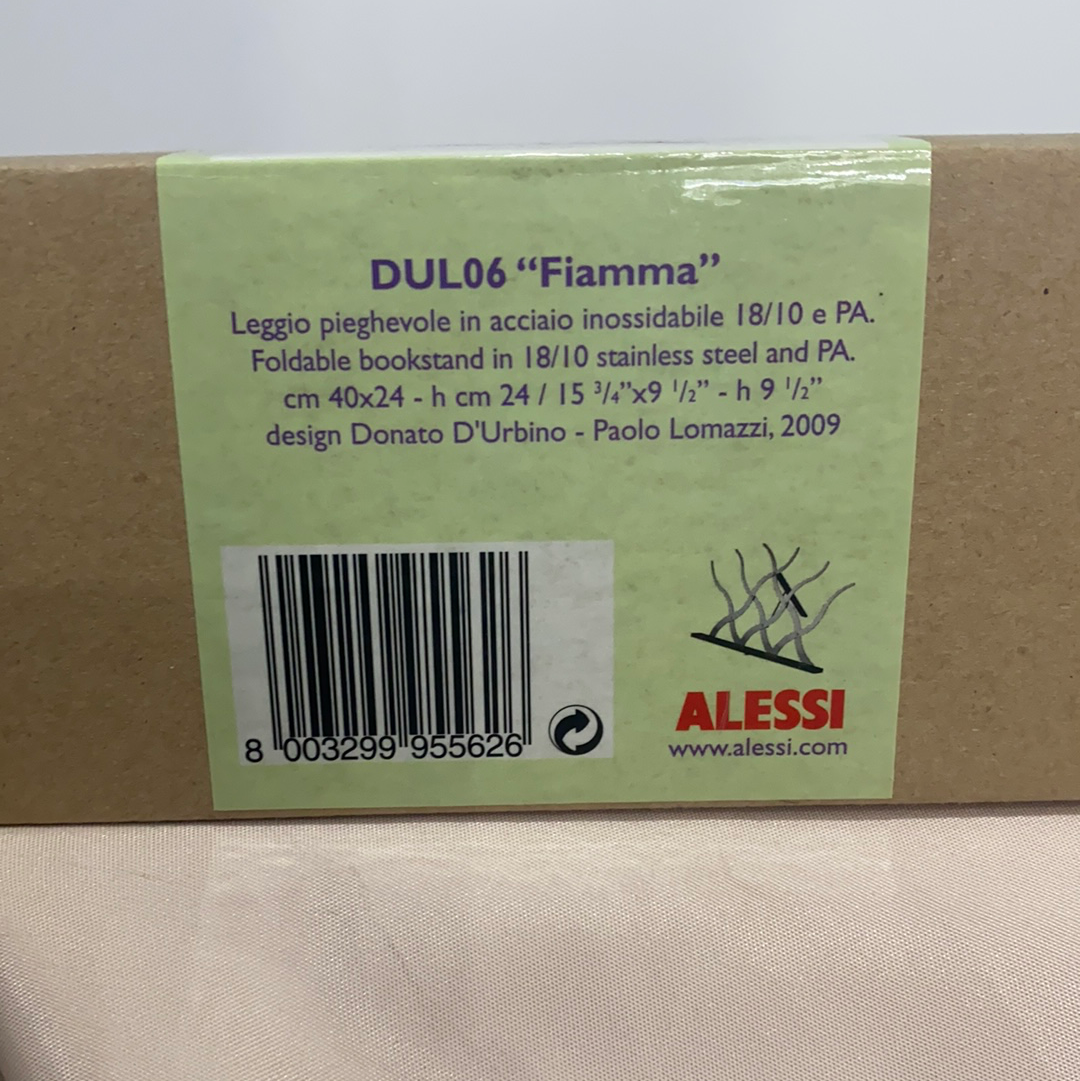 DUL06 “Fiamma”
Leggio pieghevole in acciaio inossidabile 18/10 e PA.
Foldable bookstand in 18/10 stainless steel and PA.
cm 40x24 - h cm 24 / 15 ³/₄”x9 ¹/₂” - h 9 ¹/₂”
design Donato D'Urbino - Paolo Lomazzi, 2009
8 003299 955626
ALESSI
www.alessi.com